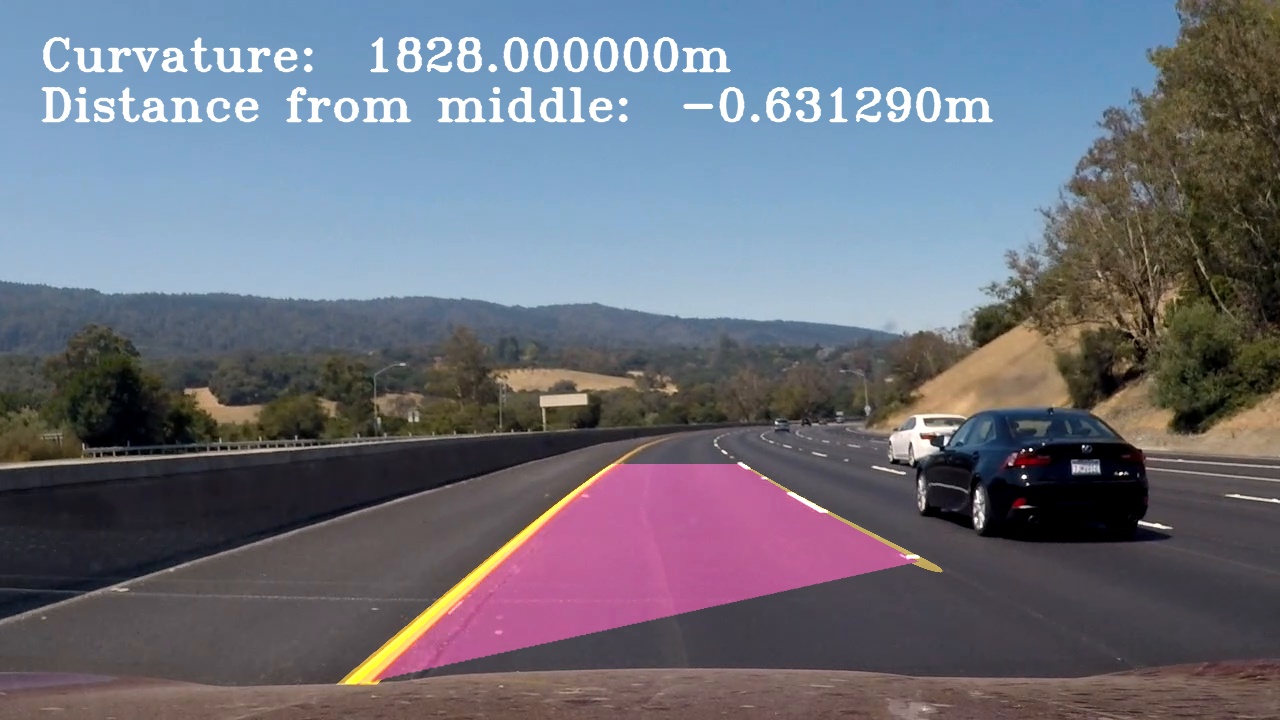 Curvature: 1828.000000m
Distance from middle: −0.631290m